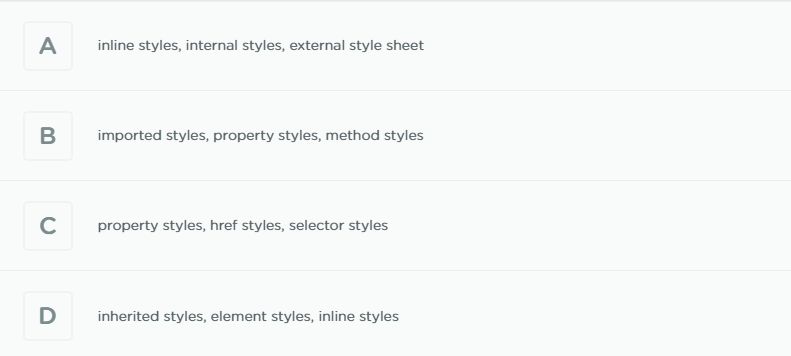 A inline styles, internal styles, external style sheet
B imported styles, property styles, method styles
C property styles, href styles, selector styles
D inherited styles, element styles, inline styles